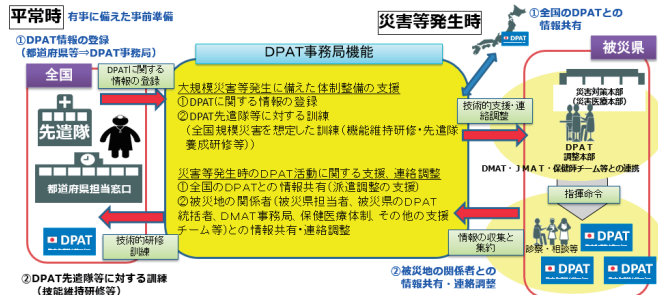 平常時 有事に備えた事前準備
①DPAT情報の登録
(都道府県等⇒DPAT事務局)
全国
DPATに関する
情報の登録
先遣隊
都道府県担当窓口
DPAT
DPAT
技術的研修
訓練
②DPAT先遣隊等に対する訓練
(技能維持研修等)
DPAT事務局機能
大規模災害等発生に備えた体制整備の支援
①DPATに関する情報の登録
②DPAT先遣隊等に対する訓練
(全国規模災害を想定した訓練(機能維持研修・先遣隊
養成研修等))
災害等発生時のDPAT活動に関する支援、連絡調整
①全国のDPATとの情報共有(派遣調整の支援)
②被災地の関係者(被災県担当者、被災県のDPAT
統括者、DMAT事務局、保健医療体制、その他の支援
チーム等)との情報共有・連絡調整
災害等発生時
①全国のDPATとの
情報共有
DPAT
被災県
技術的支援・連
絡調整
災害対策本部
(災害医療本部)
DPAT
調整本部
DMAT・JMAT・保健師チーム等との連携
指揮命令
情報の収集と
集約
診察・相談等
DPAT
DPAT
DPAT
②被災地の関係者との
情報共有・連絡調整